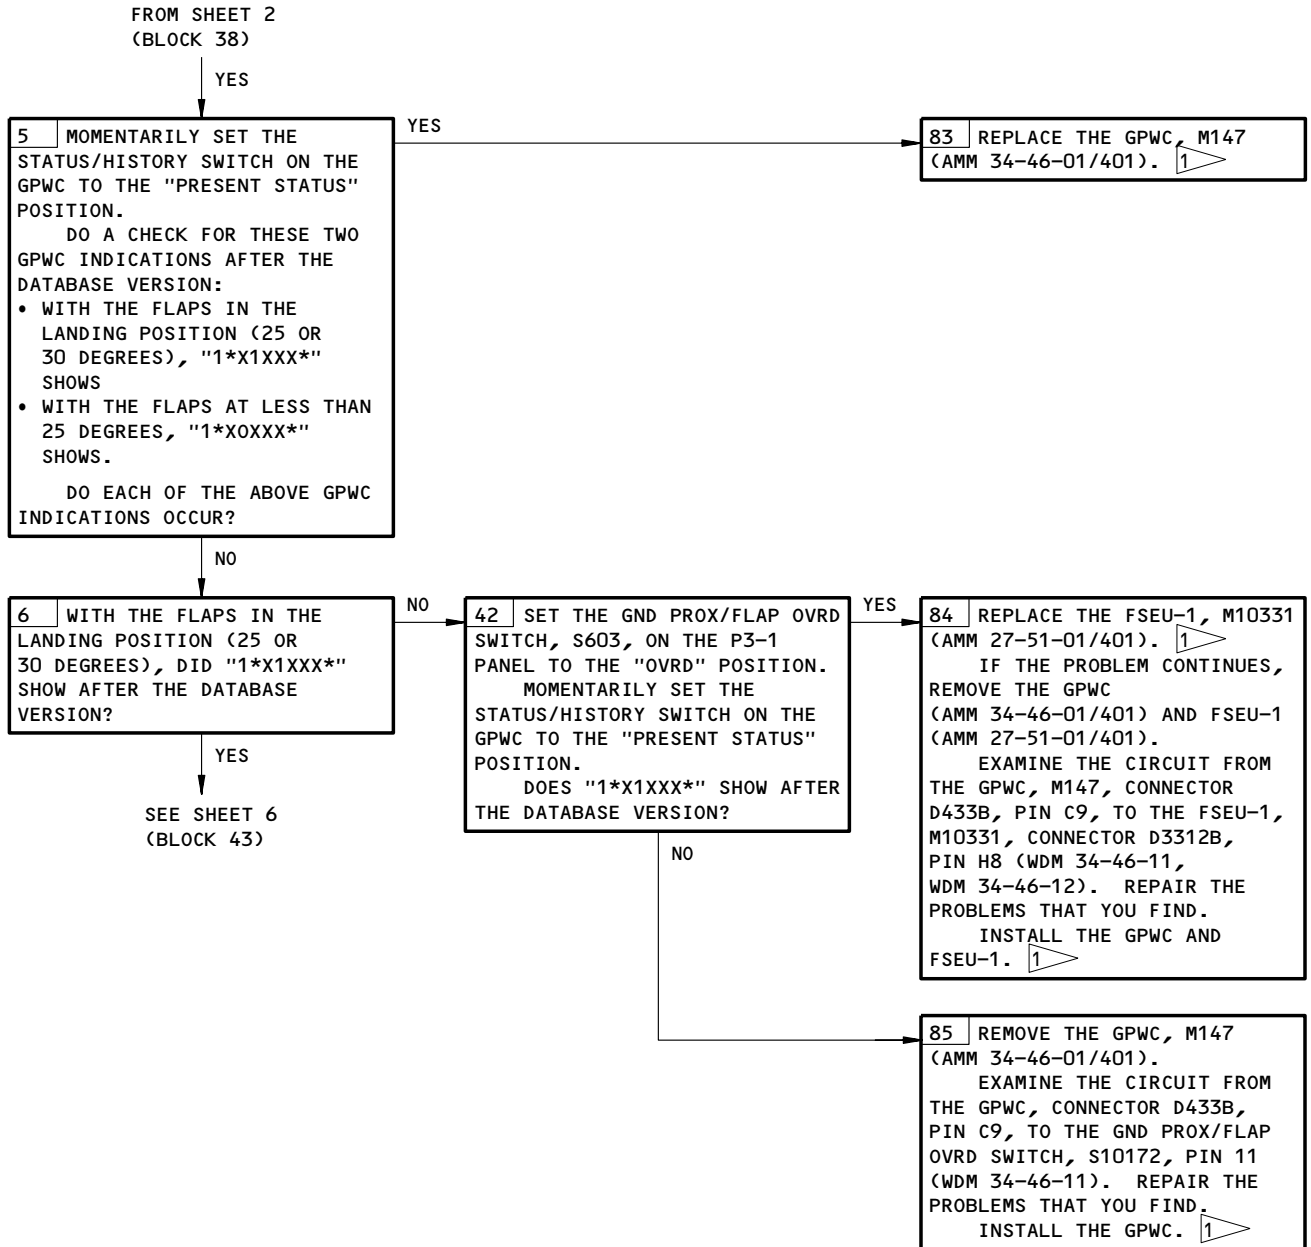 FROM SHEET 2
(BLOCK 38)
YES
5 MOMENTARILY SET THE
STATUS/HISTORY SWITCH ON THE
GPWC TO THE "PRESENT STATUS"
POSITION.
DO A CHECK FOR THESE TWO
GPWC INDICATIONS AFTER THE
DATABASE VERSION:
• WITH THE FLAPS IN THE
LANDING POSITION (25 OR
30 DEGREES), "1*X1XXX*"
SHOWS
• WITH THE FLAPS AT LESS THAN
25 DEGREES, "1*X0XXX*"
SHOWS.
DO EACH OF THE ABOVE GPWC
INDICATIONS OCCUR?
YES
83 REPLACE THE GPWC, M147
(AMM 34-46-01/401). 1
NO
6 WITH THE FLAPS IN THE
LANDING POSITION (25 OR
30 DEGREES), DID "1*X1XXX*"
SHOW AFTER THE DATABASE
VERSION?
YES
SEE SHEET 6
(BLOCK 43)
NO
42 SET THE GND PROX/FLAP OVRD
SWITCH, S603, ON THE P3-1
PANEL TO THE "OVRD" POSITION.
MOMENTARILY SET THE
STATUS/HISTORY SWITCH ON THE
GPWC TO THE "PRESENT STATUS"
POSITION.
DOES "1*X1XXX*" SHOW AFTER
THE DATABASE VERSION?
YES
84 REPLACE THE FSEU-1, M10331
(AMM 27-51-01/401). 1
IF THE PROBLEM CONTINUES,
REMOVE THE GPWC
(AMM 34-46-01/401) AND FSEU-1
(AMM 27-51-01/401).
EXAMINE THE CIRCUIT FROM
THE GPWC, M147, CONNECTOR
D433B, PIN C9, TO THE FSEU-1,
M10331, CONNECTOR D3312B,
PIN H8 (WDM 34-46-11,
WDM 34-46-12). REPAIR THE
PROBLEMS THAT YOU FIND.
INSTALL THE GPWC AND
FSEU-1. 1
NO
85 REMOVE THE GPWC, M147
(AMM 34-46-01/401).
EXAMINE THE CIRCUIT FROM
THE GPWC, CONNECTOR D433B,
PIN C9, TO THE GND PROX/FLAP
OVRD SWITCH, S10172, PIN 11
(WDM 34-46-11). REPAIR THE
PROBLEMS THAT YOU FIND.
INSTALL THE GPWC. 1